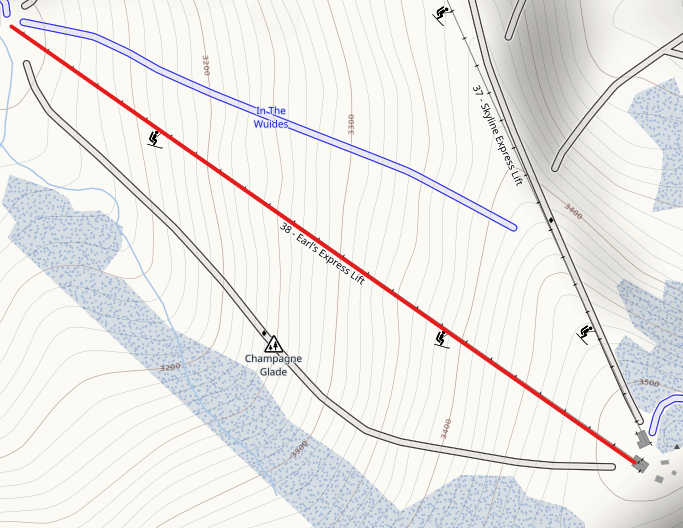 3200
In The
Wuides
3300
37 - Skyline Express Lift
3400
38 - Earl's Express Lift
Champagne
Glade
3200
3500
3400
3300